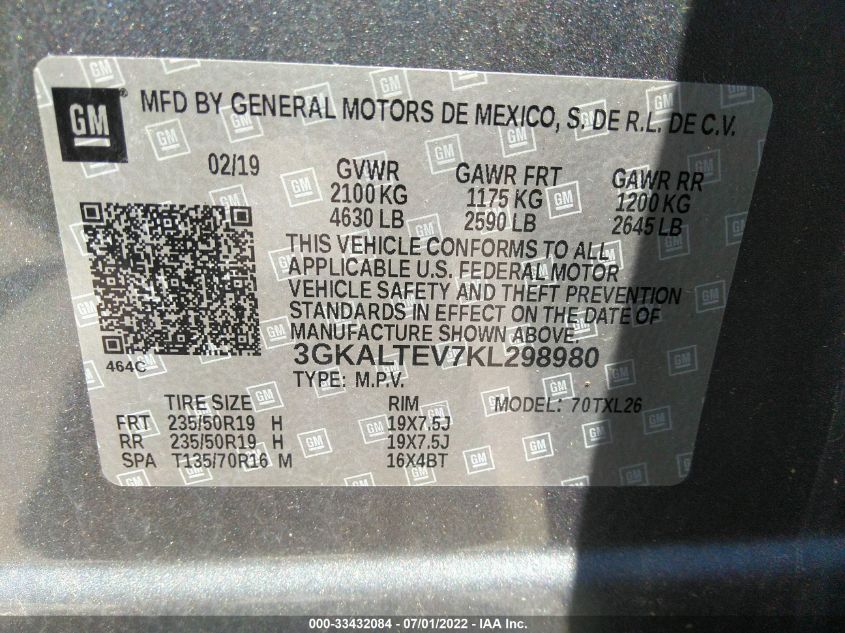 GM
MFD BY GENERAL MOTORS DE MEXICO, S. DE R.L. DE C.V.
02/19 GVWR GAWR FRT GAWR RR
2100 KG 1175 KG 1200 KG
4630 LB 2590 LB 2645 LB
THIS VEHICLE CONFORMS TO ALL
APPLICABLE U.S. FEDERAL MOTOR
VEHICLE SAFETY AND THEFT PREVENTION
STANDARDS IN EFFECT ON THE DATE OF
MANUFACTURE SHOWN ABOVE.
464C
3GKALTEV7KL298980
TYPE: M.P.V.
TIRE SIZE RIM MODEL: 70TXL26
FRT 235/50R19 H 19X7.5J
RR 235/50R19 H 19X7.5J
SPA T135/70R16 M 16X4BT
000-33432084 - 07/01/2022 - IAA Inc.